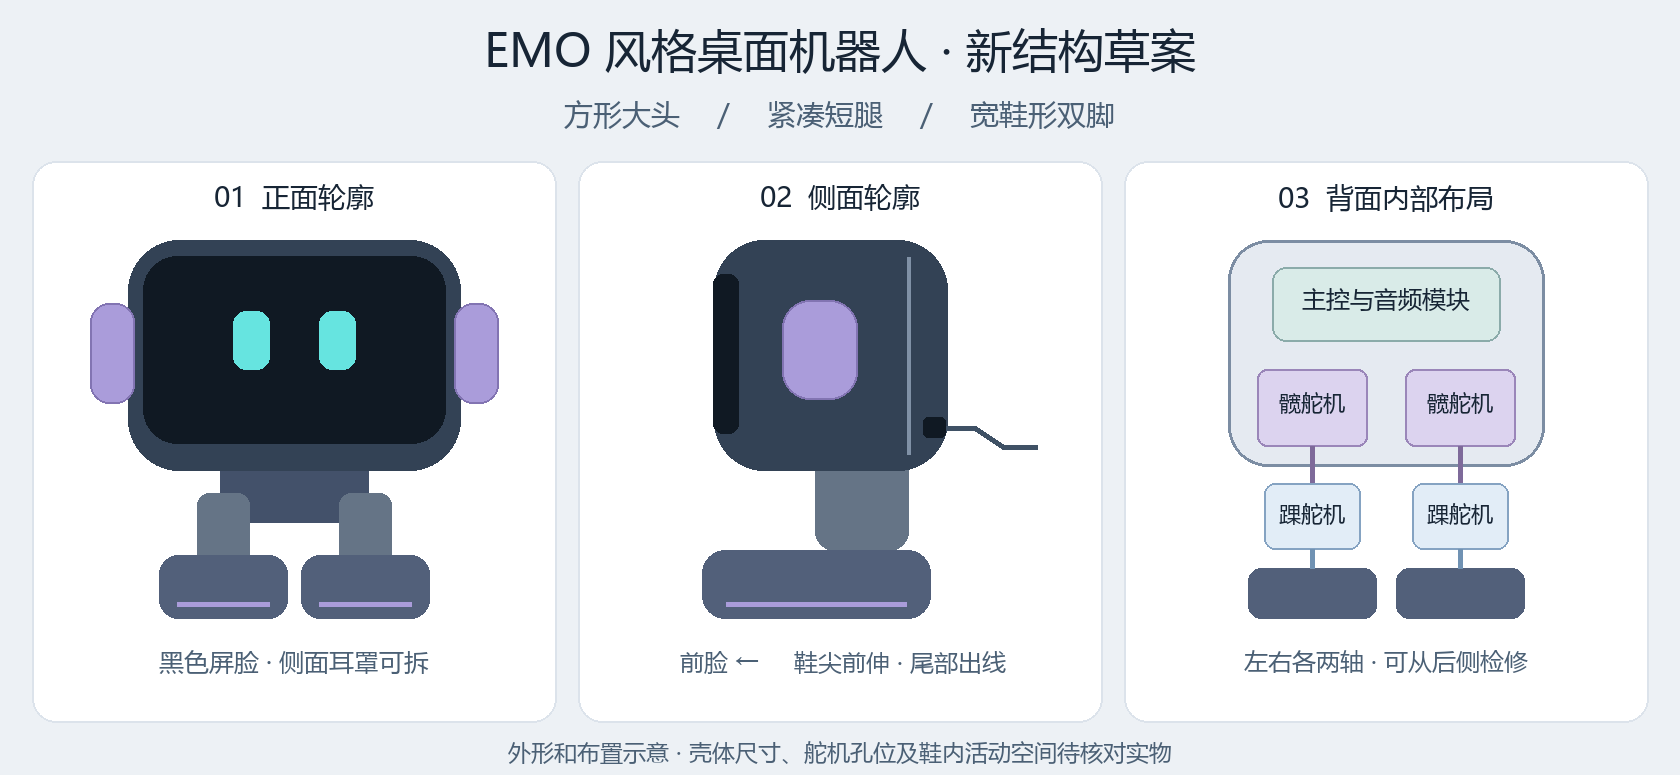 EMO 风格桌面机器人 · 新结构草案
方形大头 / 紧凑短腿 / 宽鞋形双脚
01 正面轮廓
黑色屏脸 · 侧面耳罩可拆
02 侧面轮廓
前脸 ← 鞋尖前伸 · 尾部出线
03 背面内部布局
主控与音频模块
髋舵机 髋舵机
踝舵机 踝舵机
左右各两轴 · 可从后侧检修
外形和布置示意 · 壳体尺寸、舵机孔位及鞋内活动空间待核对实物